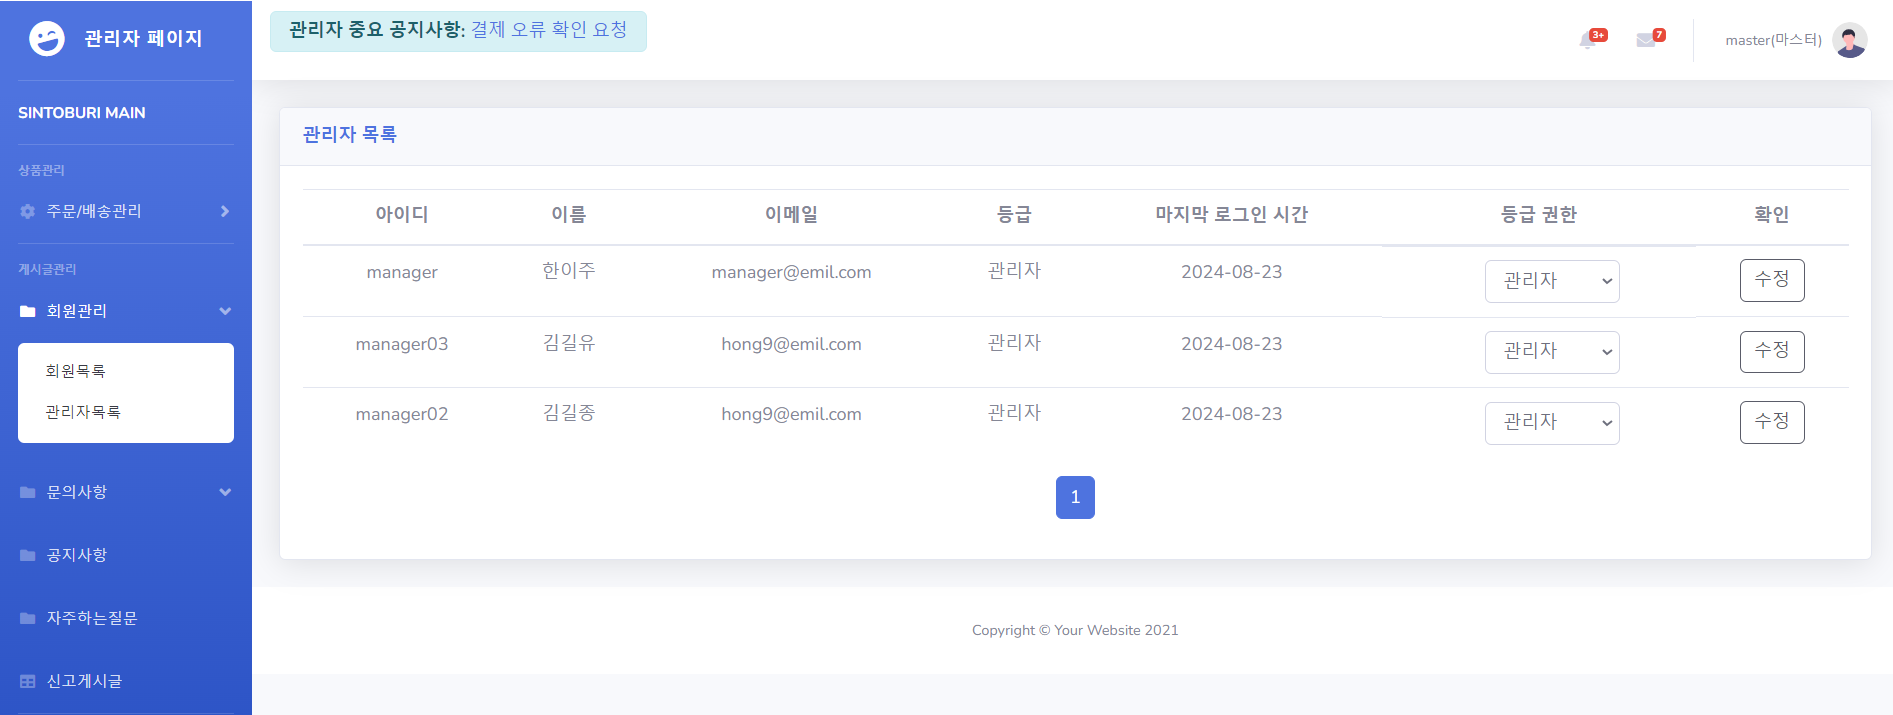 관리자 페이지
SINTOBURI MAIN
상품관리
주문/배송관리
게시글관리
회원관리
회원목록
관리자목록
문의사항
공지사항
자주하는질문
신고게시글
관리자 중요 공지사항: 결제 오류 확인 요청
3+
7
master(마스터)
관리자 목록
아이디 이름 이메일 등급 마지막 로그인 시간 등급 권한 확인
manager 한이주 manager@emil.com 관리자 2024-08-23 관리자 수정
manager03 김길유 hong9@emil.com 관리자 2024-08-23 관리자 수정
manager02 김길종 hong9@emil.com 관리자 2024-08-23 관리자 수정
1
Copyright © Your Website 2021